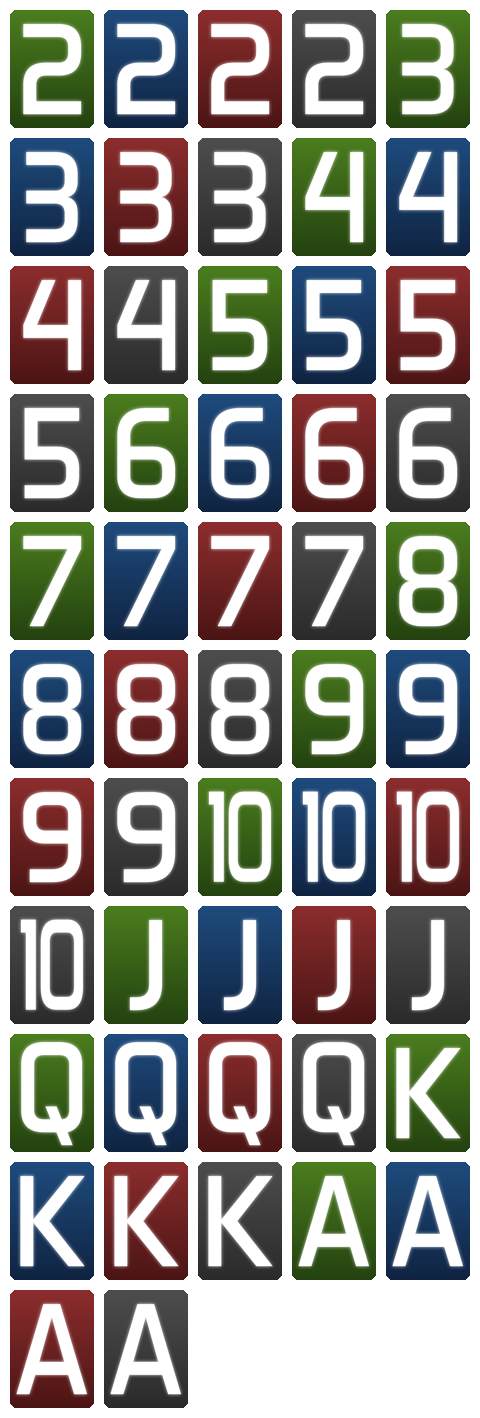 2 2 2 2 3
3 3 3 4 4
4 4 5 5 5
5 6 6 6 6
7 7 7 7 8
8 8 8 9 9
9 9 10 10 10
10 J J J J
Q Q Q Q K
K K K A A
A A